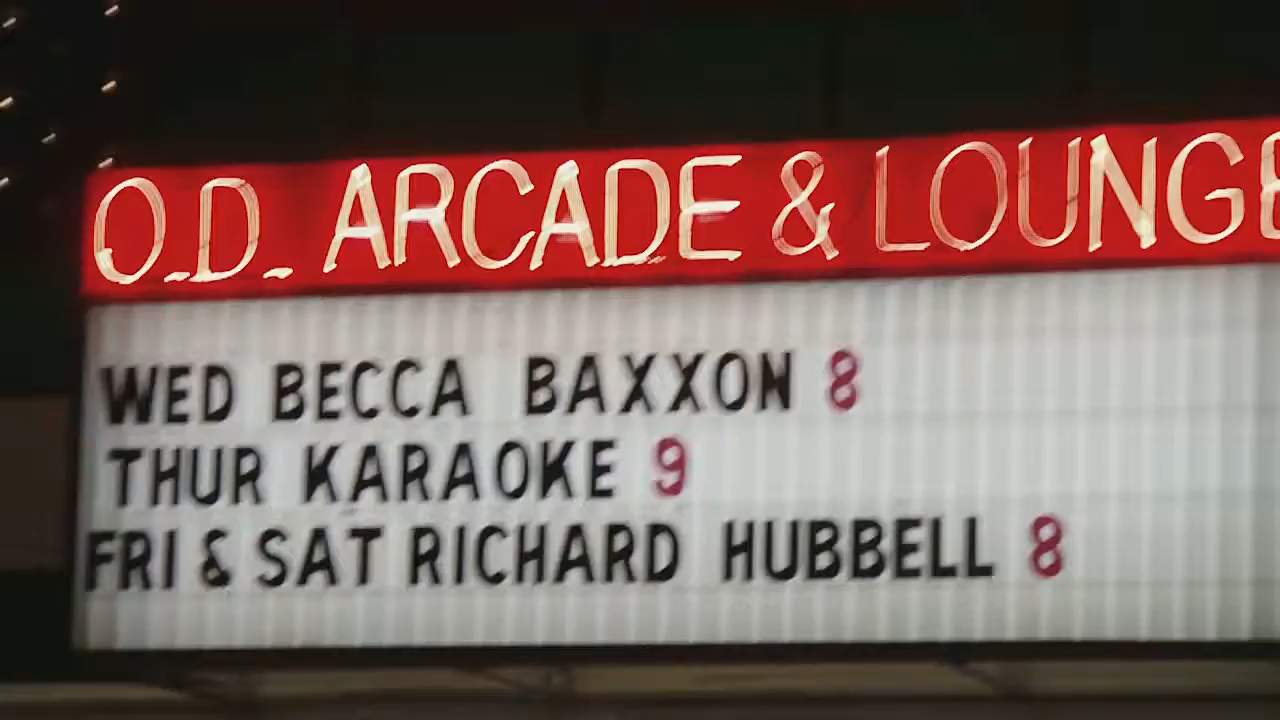 O.D. ARCADE & LOUNGE
WED BECCA BAXXON 8
THUR KARAOKE 9
FRI & SAT RICHARD HUBBELL 8